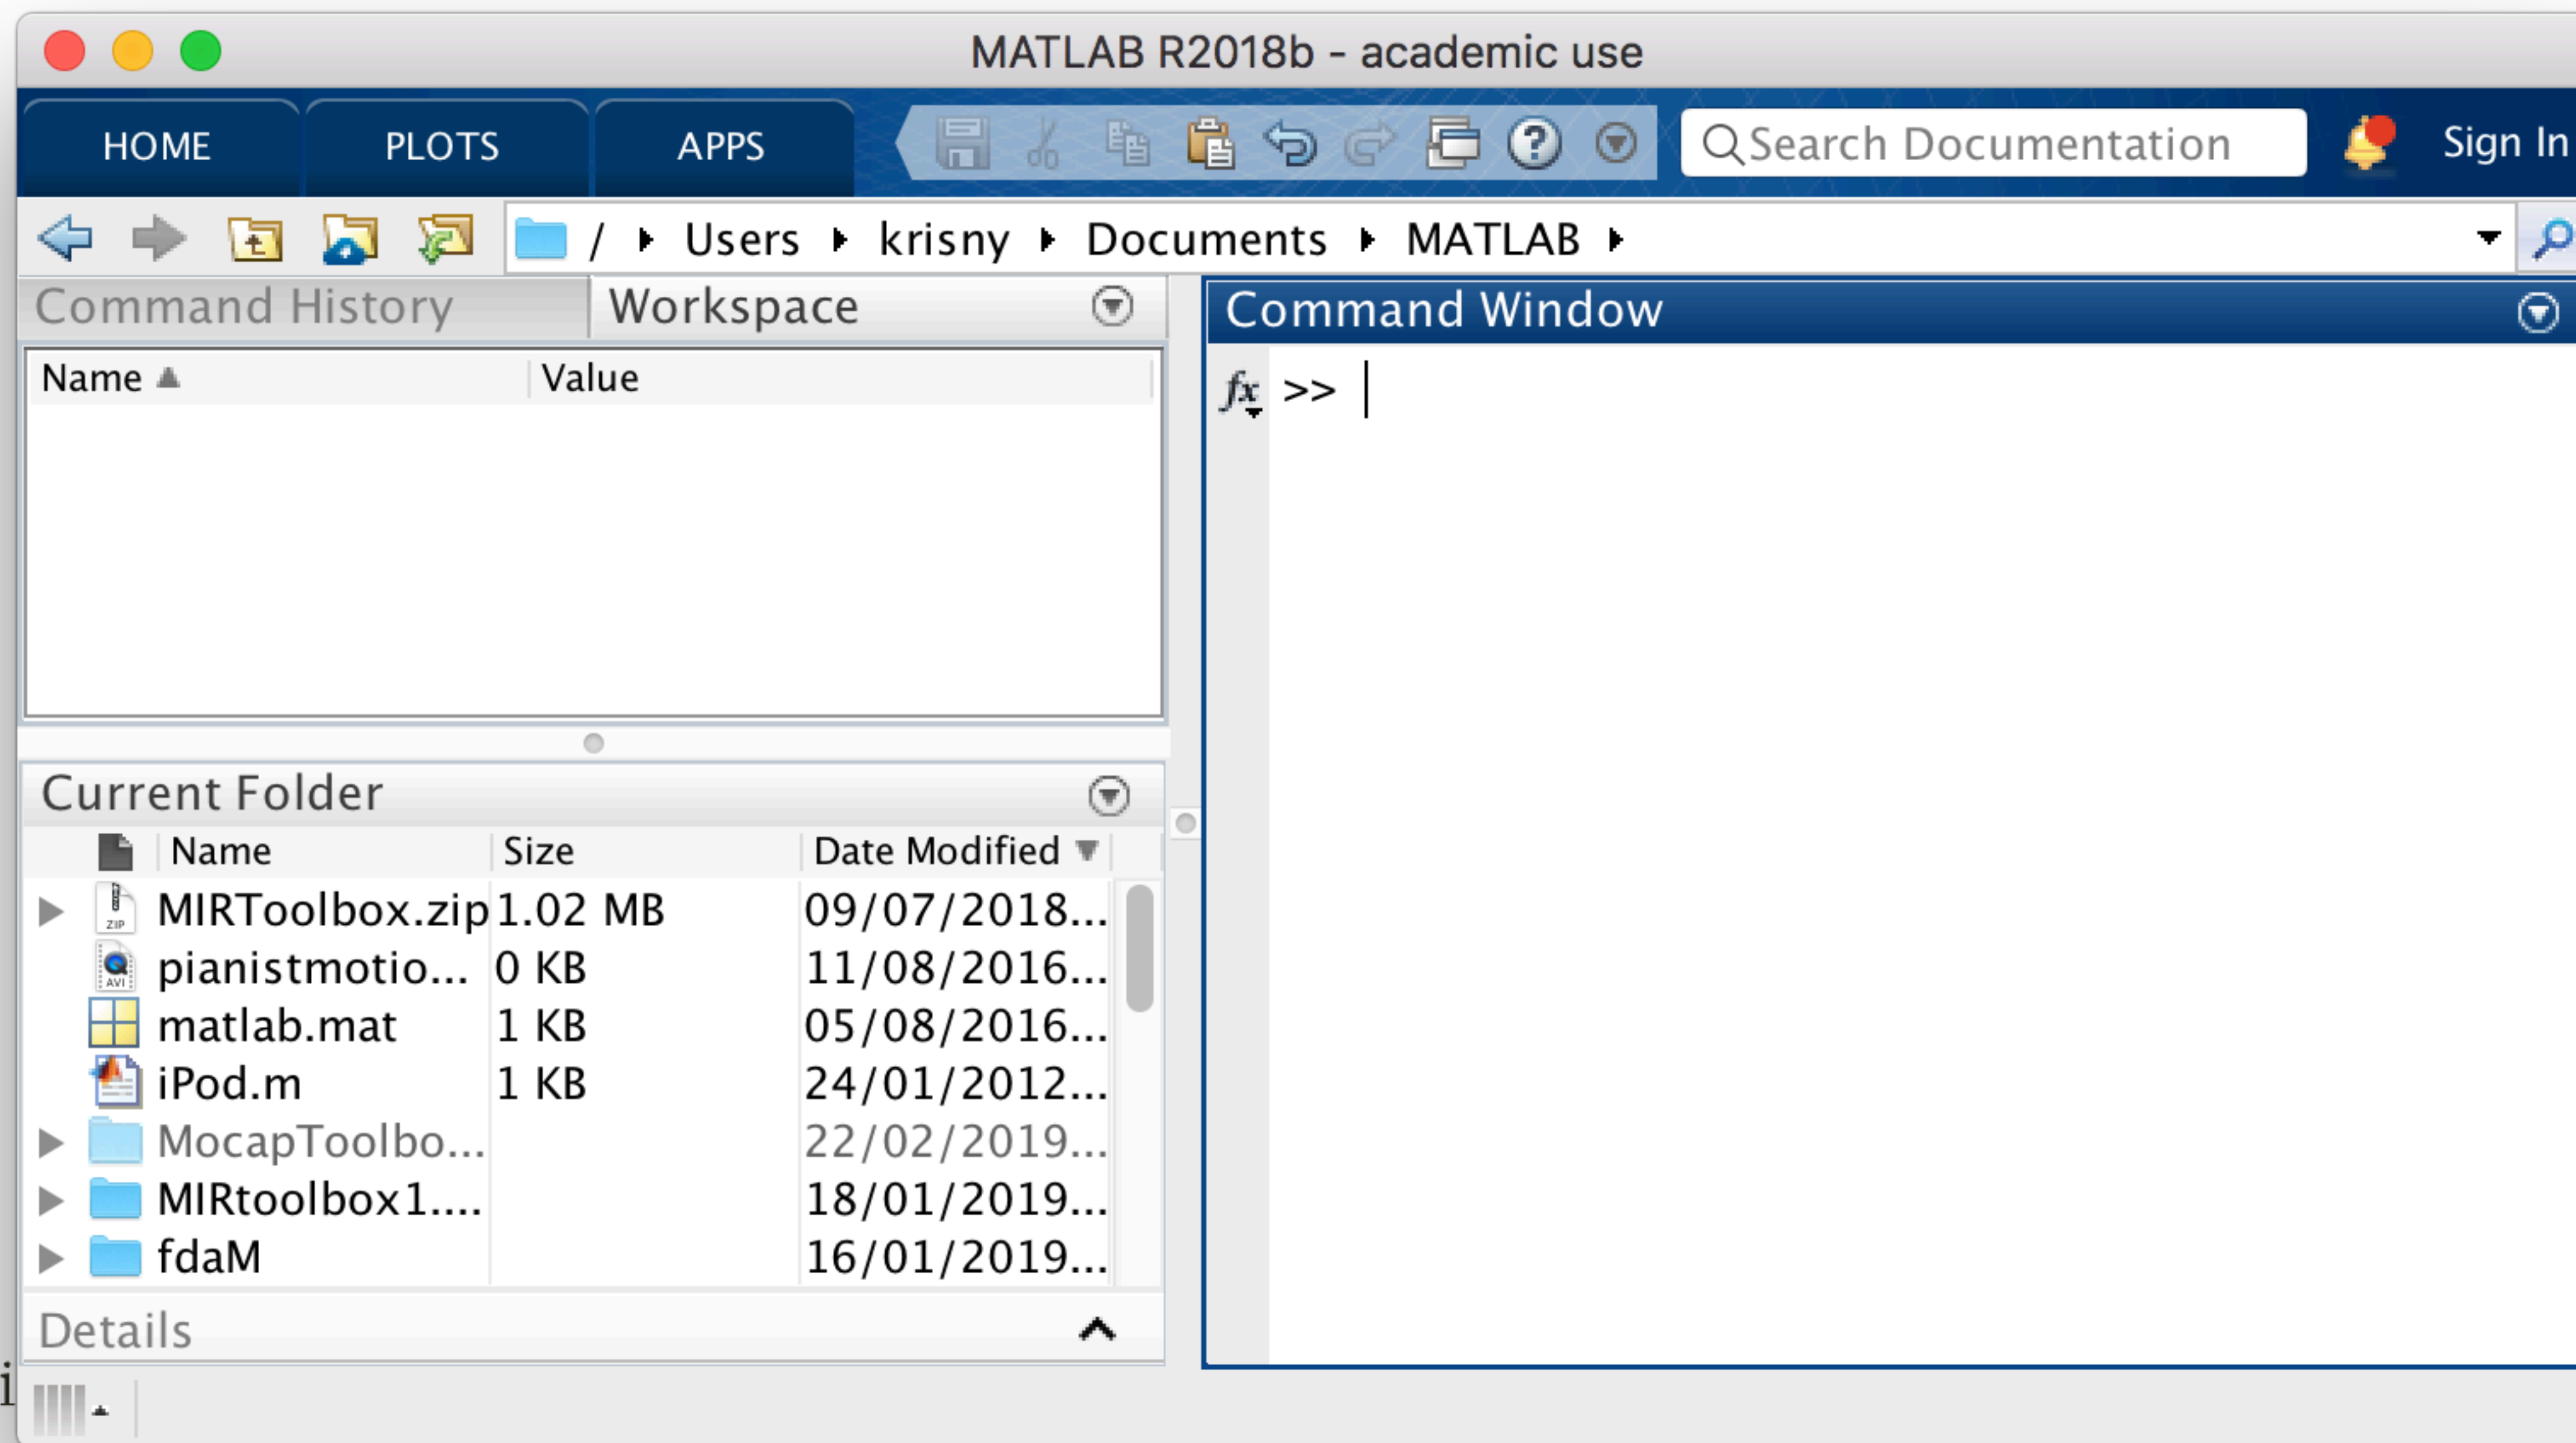 MATLAB R2018b - academic use
HOME PLOTS APPS Search Documentation Sign In
/ Users krisny Documents MATLAB
Command History Workspace
Name Value
Command Window
fx >>
Current Folder
Name Size Date Modified
MIRToolbox.zip 1.02 MB 09/07/2018...
pianistmotio... 0 KB 11/08/2016...
matlab.mat 1 KB 05/08/2016...
iPod.m 1 KB 24/01/2012...
MocapToolbo... 22/02/2019...
MIRtoolbox1.... 18/01/2019...
fdaM 16/01/2019...
Details
i